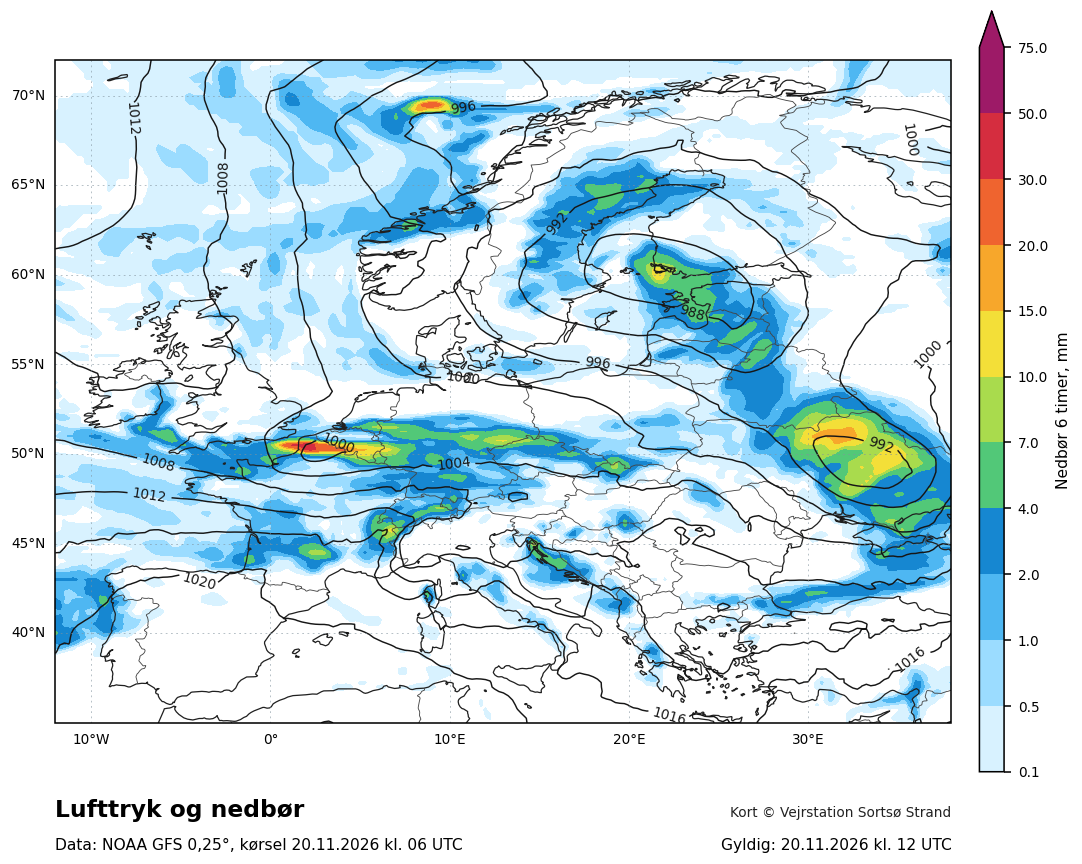 70°N
65°N
60°N
55°N
50°N
45°N
40°N
10°W
0°
10°E
20°E
30°E
1012
1008
996
1000
992
988
996
1000
1000
1000
992
1008
1004
1012
1020
1016
1016
75.0
50.0
30.0
20.0
15.0
10.0
7.0
4.0
2.0
1.0
0.5
0.1
Nedbør 6 timer, mm
Lufttryk og nedbør
Kort © Vejrstation Sortsø Strand
Data: NOAA GFS 0,25°, kørsel 20.11.2026 kl. 06 UTC
Gyldig: 20.11.2026 kl. 12 UTC